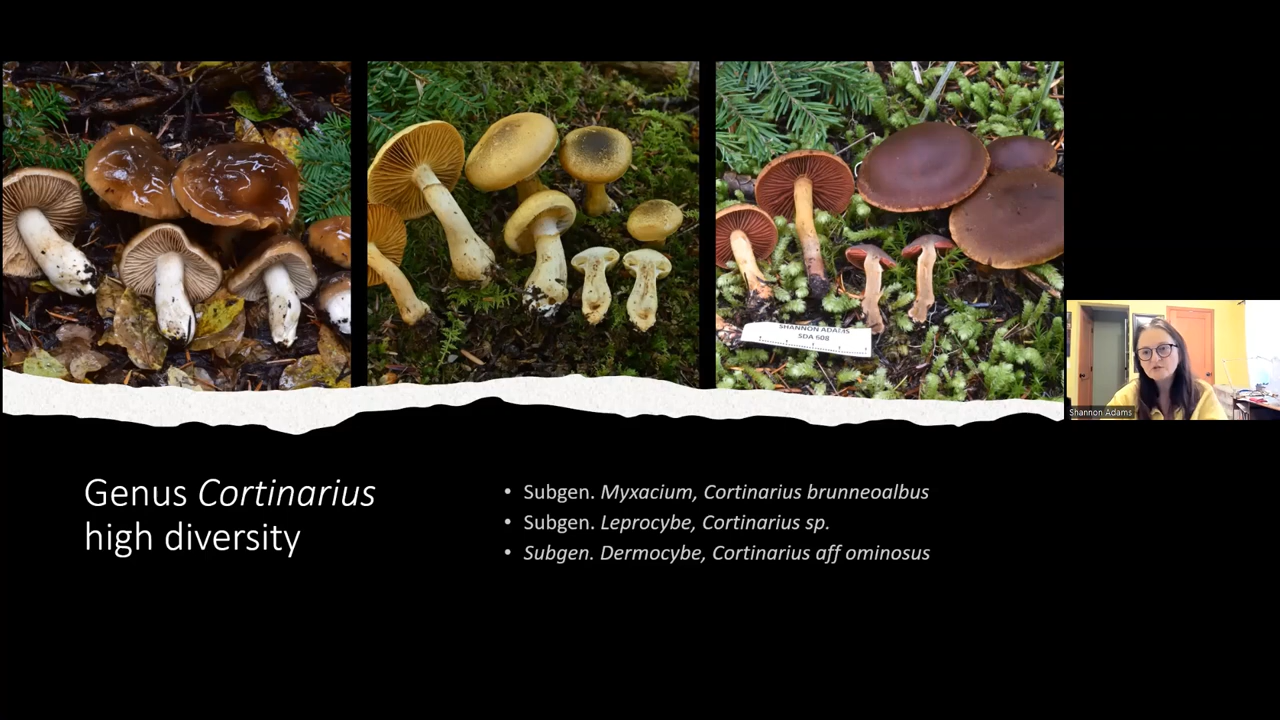 SHANNON ADAMS
SDA 608
Shannon Adams
Genus Cortinarius
high diversity
• Subgen. Myxacium, Cortinarius brunneoalbus
• Subgen. Leprocybe, Cortinarius sp.
• Subgen. Dermocybe, Cortinarius aff ominosus